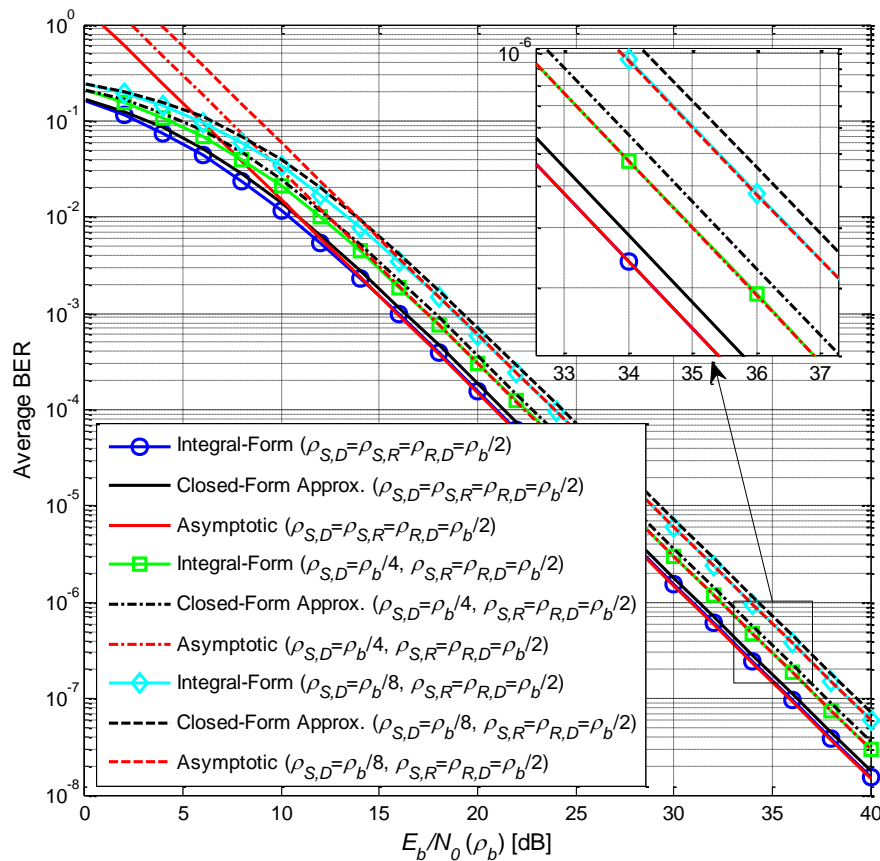 10^0
10^-1
10^-2
10^-3
10^-4
10^-5
10^-6
10^-7
10^-8
Average BER
10^-6
33 34 35 36 37
Integral-Form (ρ_S,D=ρ_S,R=ρ_R,D=ρ_b/2)
Closed-Form Approx. (ρ_S,D=ρ_S,R=ρ_R,D=ρ_b/2)
Asymptotic (ρ_S,D=ρ_S,R=ρ_R,D=ρ_b/2)
Integral-Form (ρ_S,D=ρ_b/4, ρ_S,R=ρ_R,D=ρ_b/2)
Closed-Form Approx. (ρ_S,D=ρ_b/4, ρ_S,R=ρ_R,D=ρ_b/2)
Asymptotic (ρ_S,D=ρ_b/4, ρ_S,R=ρ_R,D=ρ_b/2)
Integral-Form (ρ_S,D=ρ_b/8, ρ_S,R=ρ_R,D=ρ_b/2)
Closed-Form Approx. (ρ_S,D=ρ_b/8, ρ_S,R=ρ_R,D=ρ_b/2)
Asymptotic (ρ_S,D=ρ_b/8, ρ_S,R=ρ_R,D=ρ_b/2)
0 5 10 15 20 25 30 35 40
E_b/N_0 (ρ_b) [dB]